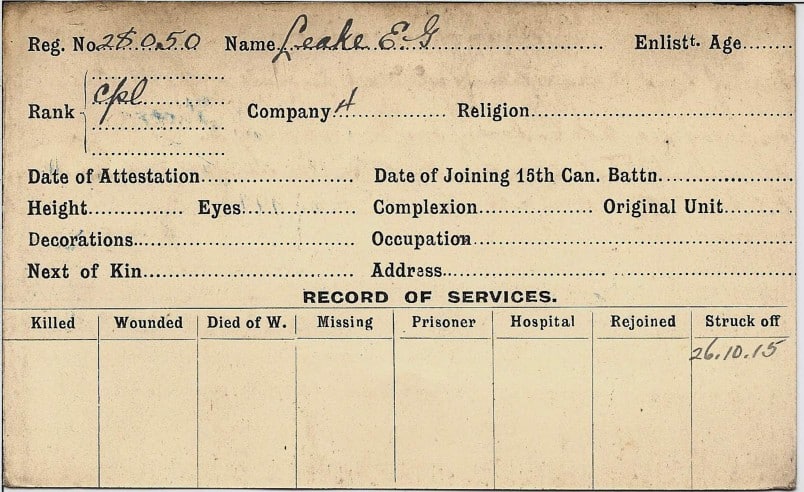 Reg. No. 28050 Name Leake E.G Enlistt. Age
Rank cpl Company 4 Religion
Date of Attestation Date of Joining 15th Can. Battn.
Height Eyes Complexion Original Unit
Decorations Occupation
Next of Kin Address
RECORD OF SERVICES.
Killed Wounded Died of W. Missing Prisoner Hospital Rejoined Struck off
26.10.15